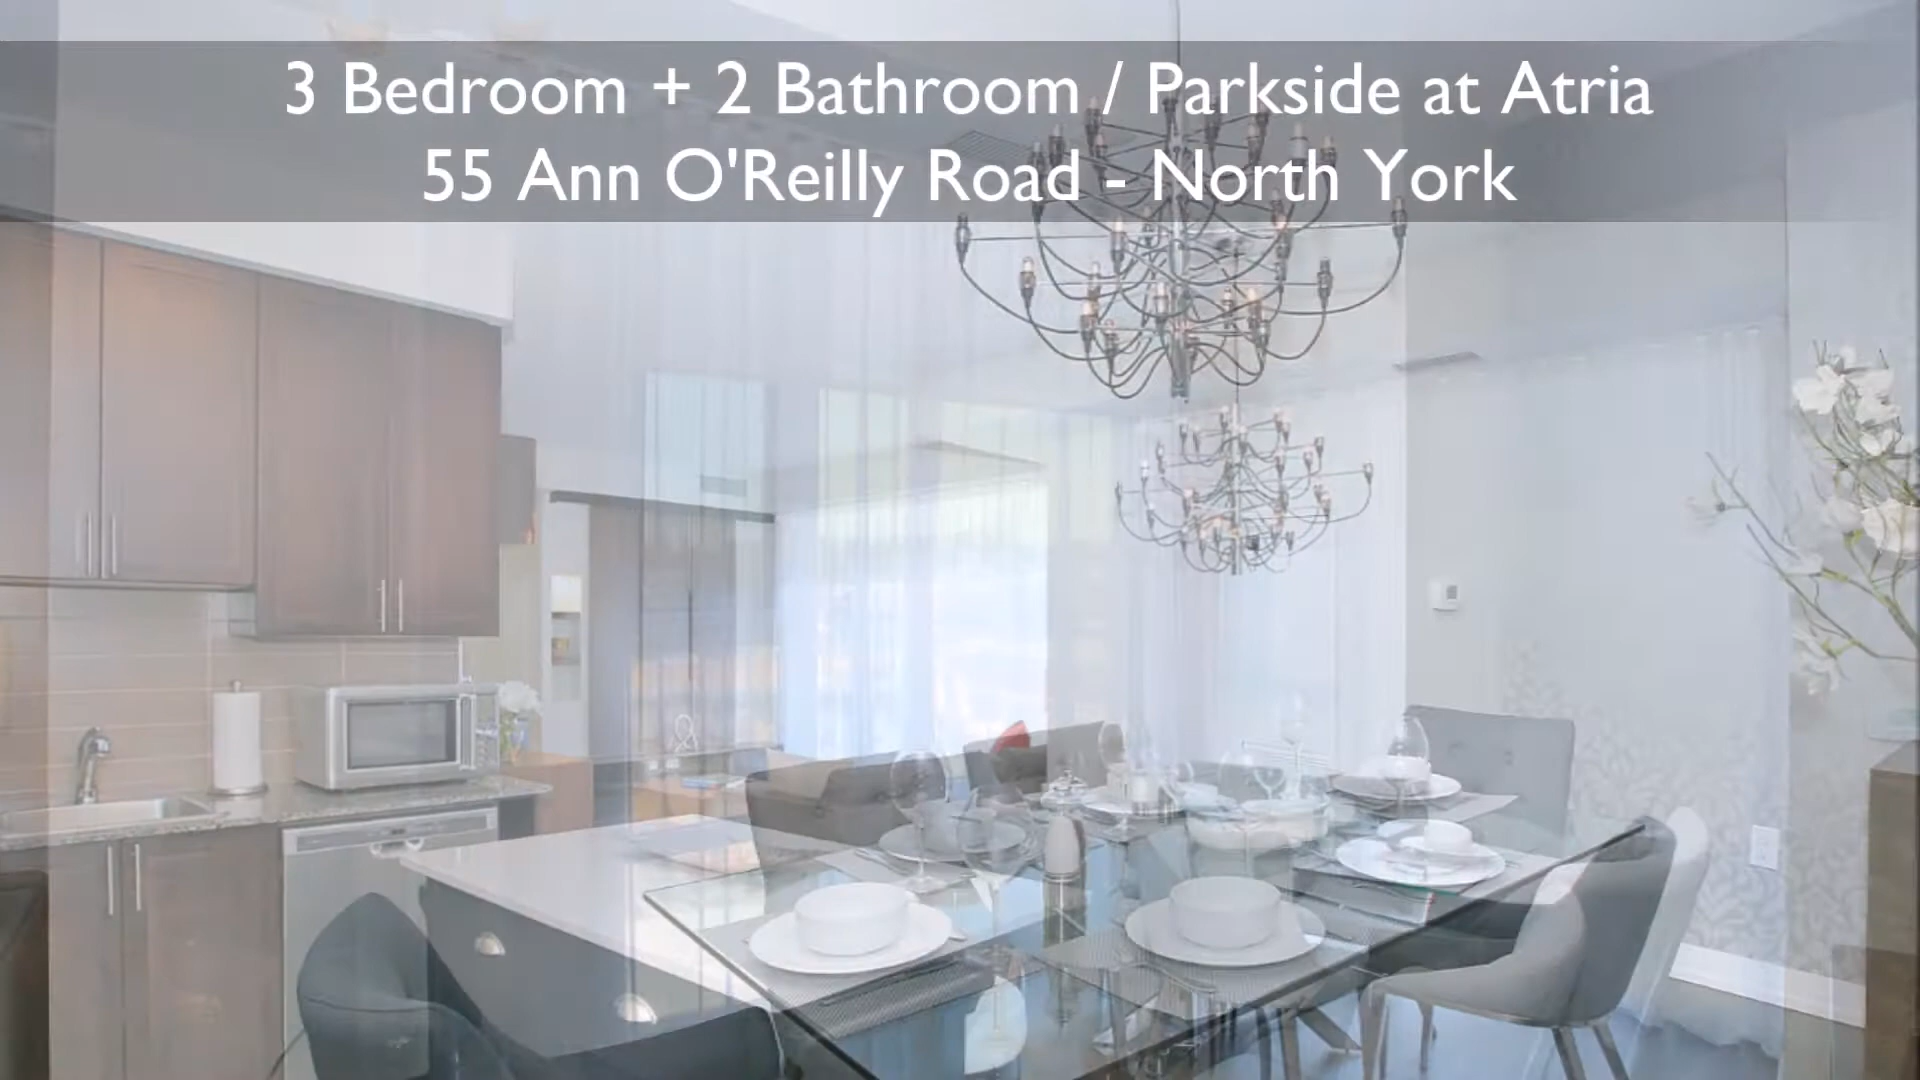 3 Bedroom + 2 Bathroom / Parkside at Atria
55 Ann O'Reilly Road - North York